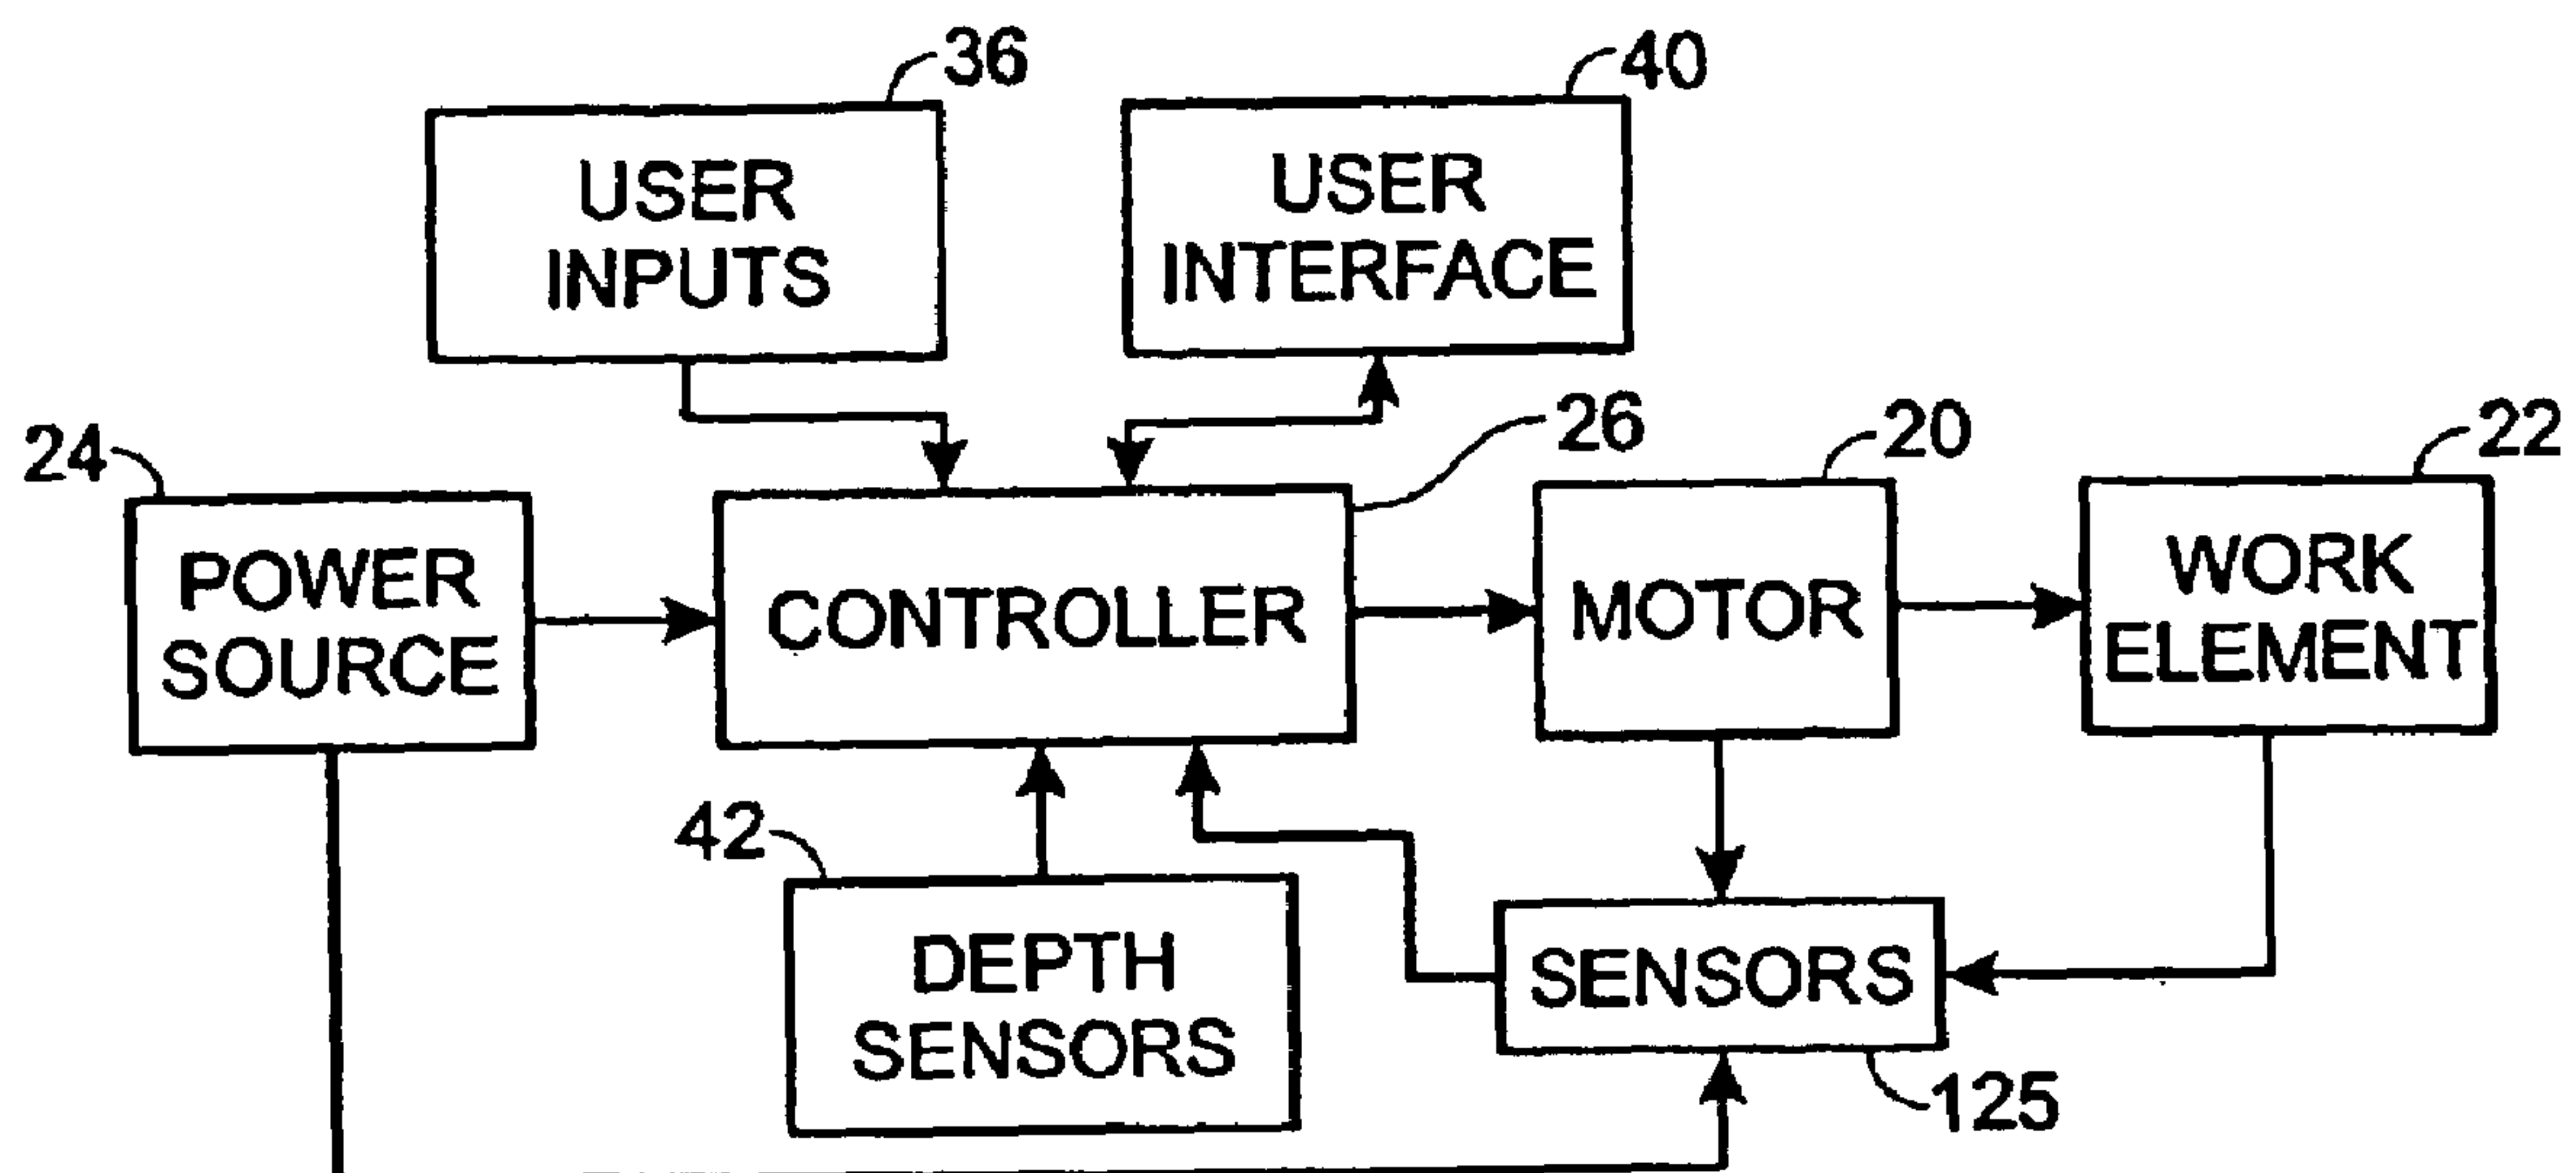 36
40
USER
INPUTS
USER
INTERFACE
24
26
20
22
POWER
SOURCE
CONTROLLER
MOTOR
WORK
ELEMENT
42
DEPTH
SENSORS
SENSORS
125